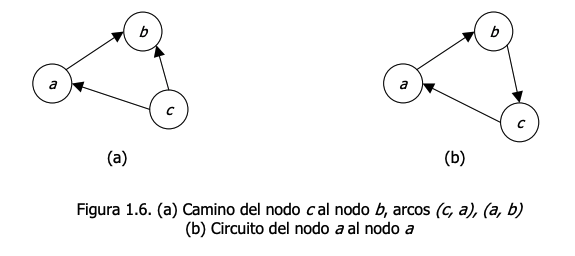 b
b
a
a
c
c
(a)
(b)
Figura 1.6. (a) Camino del nodo c al nodo b, arcos (c, a), (a, b)
(b) Circuito del nodo a al nodo a